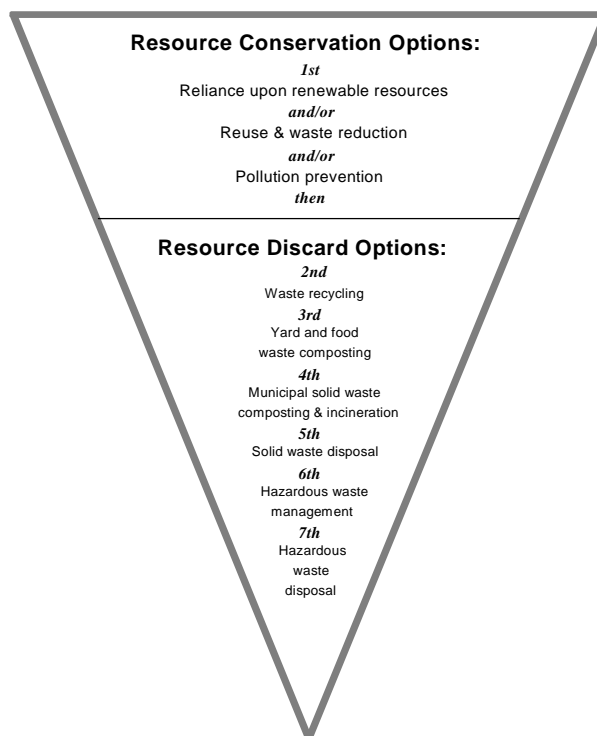 Resource Conservation Options:
1st
Reliance upon renewable resources
and/or
Reuse & waste reduction
and/or
Pollution prevention
then
Resource Discard Options:
2nd
Waste recycling
3rd
Yard and food
waste composting
4th
Municipal solid waste
composting & incineration
5th
Solid waste disposal
6th
Hazardous waste
management
7th
Hazardous
waste
disposal